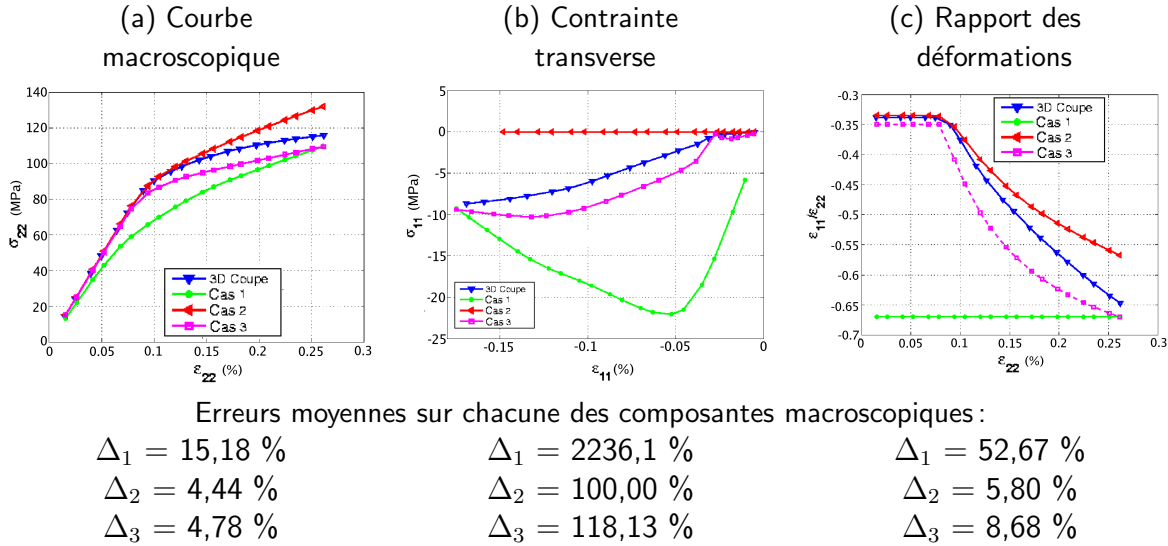 (a) Courbe
macroscopique
140
120
100
80
60
40
20
0
0
0.05
0.1
0.15
0.2
0.25
0.3
σ22 (MPa)
ε22 (%)
3D Coupe
Cas 1
Cas 2
Cas 3
(b) Contrainte
transverse
5
0
-5
-10
-15
-20
-25
-0.15
-0.1
-0.05
0
σ11 (MPa)
ε11 (%)
3D Coupe
Cas 1
Cas 2
Cas 3
(c) Rapport des
déformations
-0.3
-0.35
-0.4
-0.45
-0.5
-0.55
-0.6
-0.65
-0.7
0
0.05
0.1
0.15
0.2
0.25
0.3
ε11/ε22
ε22 (%)
3D Coupe
Cas 1
Cas 2
Cas 3
Erreurs moyennes sur chacune des composantes macroscopiques :
Δ1 = 15,18 %
Δ2 = 4,44 %
Δ3 = 4,78 %
Δ1 = 2236,1 %
Δ2 = 100,00 %
Δ3 = 118,13 %
Δ1 = 52,67 %
Δ2 = 5,80 %
Δ3 = 8,68 %